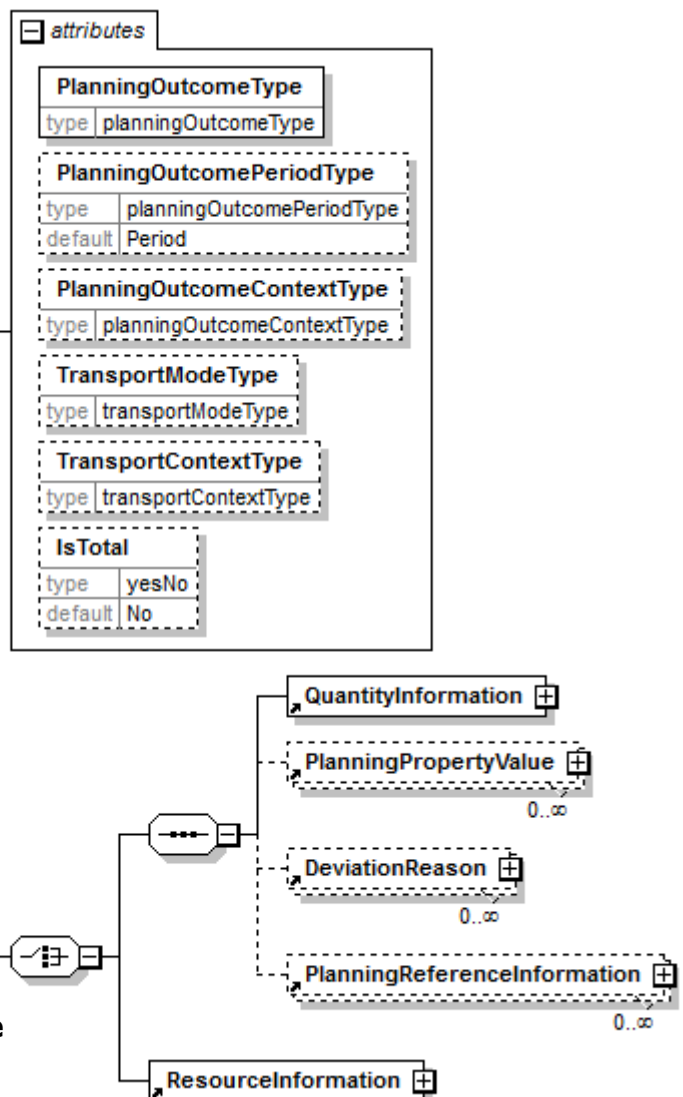 attributes
PlanningOutcomeType
type planningOutcomeType
PlanningOutcomePeriodType
type planningOutcomePeriodType
default Period
PlanningOutcomeContextType
type planningOutcomeContextType
TransportModeType
type transportModeType
TransportContextType
type transportContextType
IsTotal
type yesNo
default No
QuantityInformation
PlanningPropertyValue
0..∞
DeviationReason
0..∞
PlanningReferenceInformation
0..∞
e
ResourceInformation